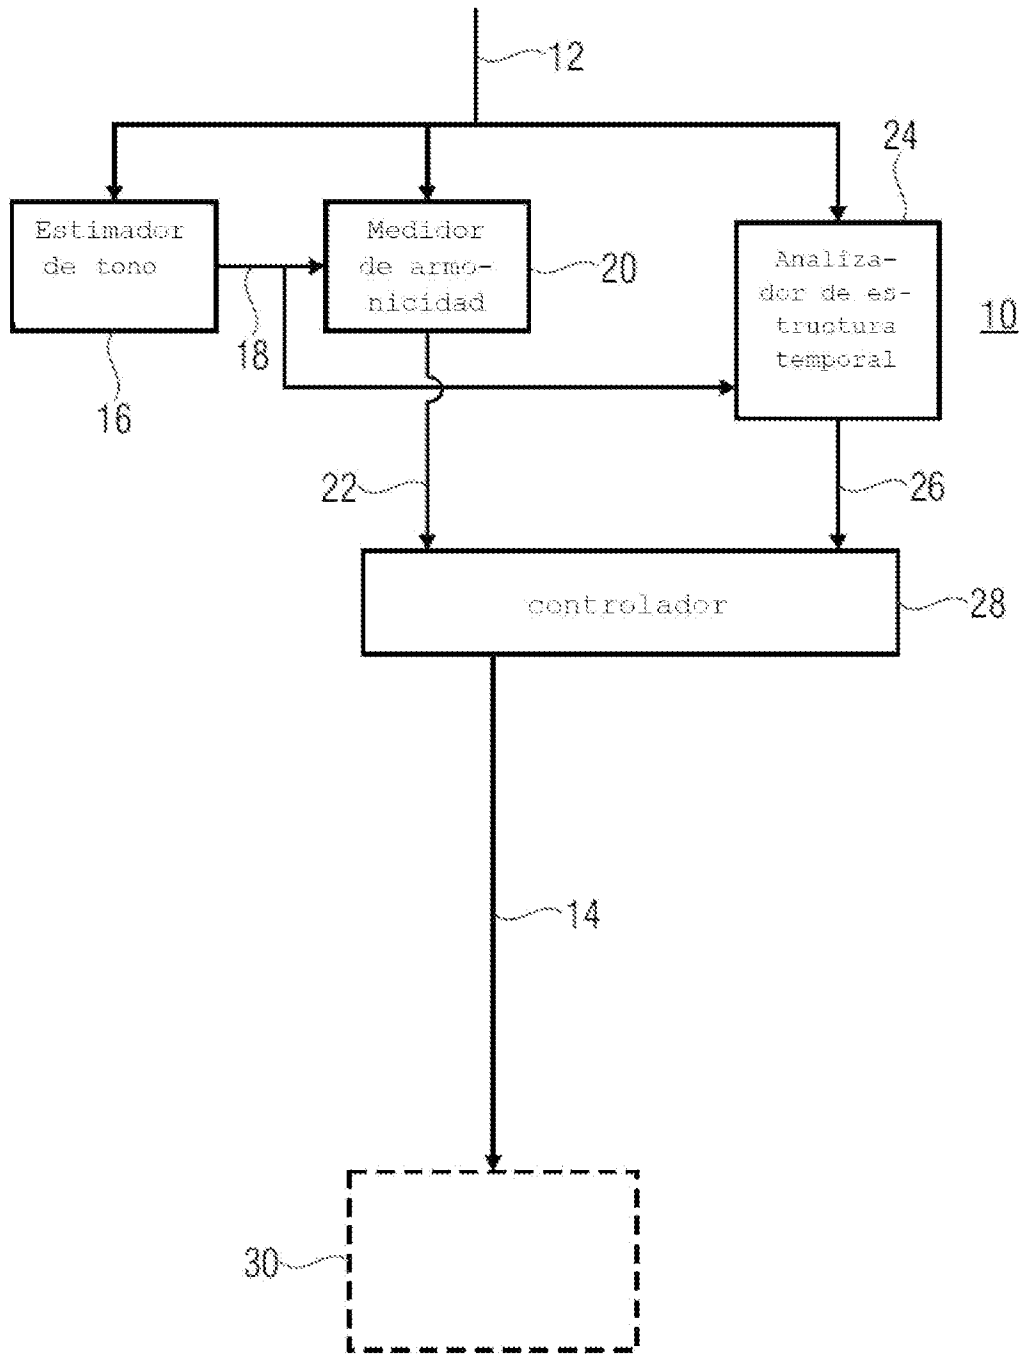 12
24
Estimador
de tono
Medidor
de armo-
nicidad
20
Analiza-
dor de es-
tructura
temporal
10
18
16
22
26
controlador
28
14
30